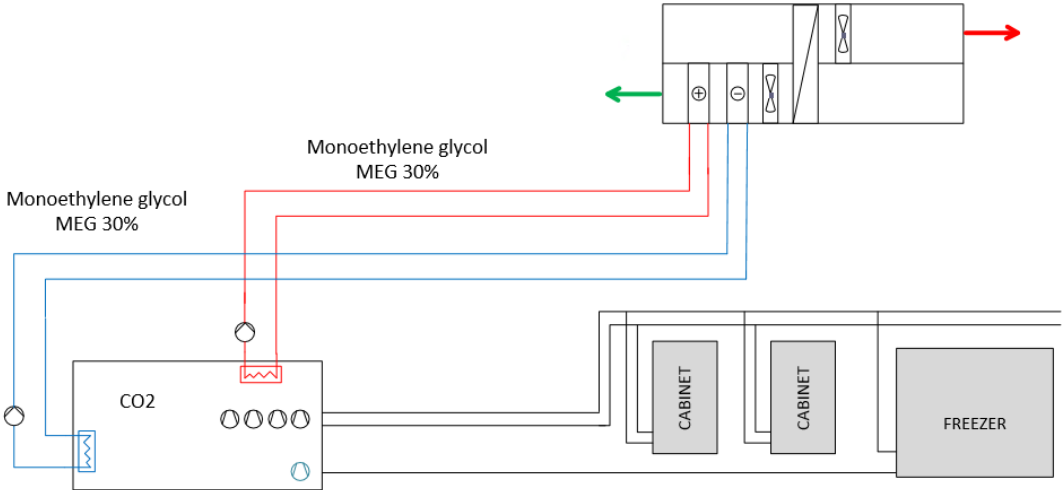 Monoethylene glycol
MEG 30%
Monoethylene glycol
MEG 30%
CO2
CABINET
CABINET
FREEZER